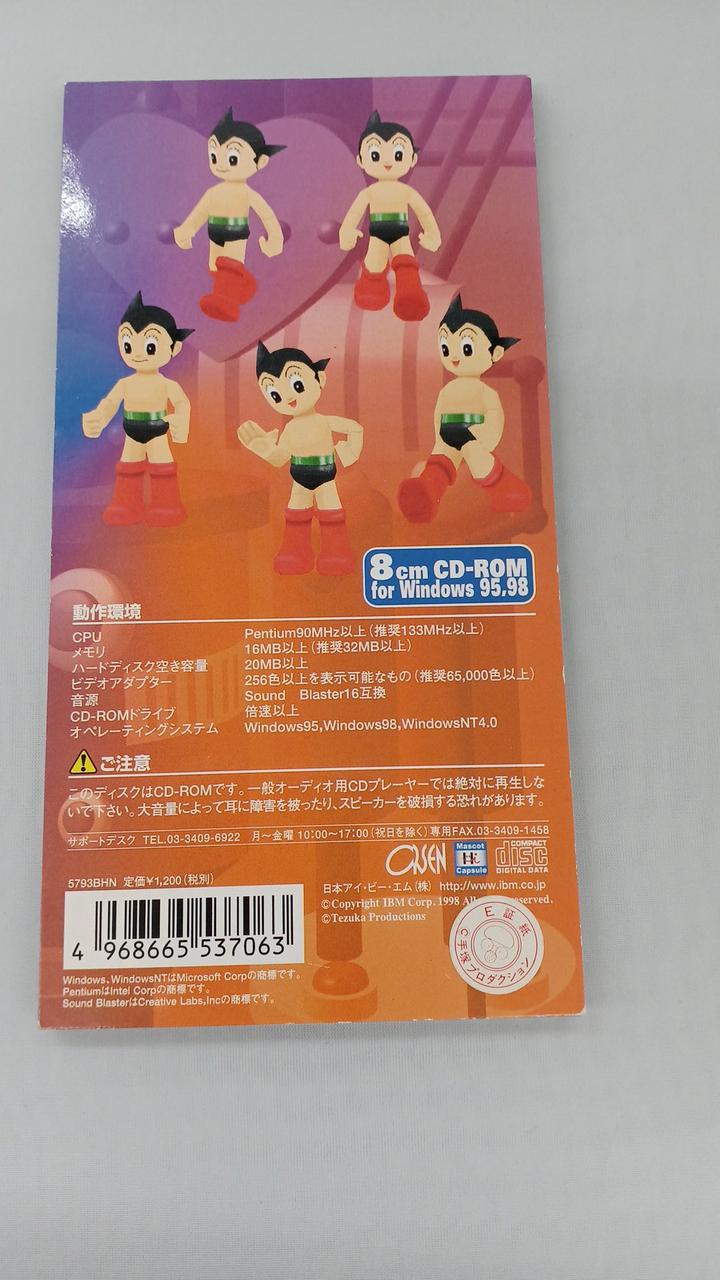 8cm CD-ROM
for Windows 95,98
動作環境
CPU Pentium90MHz以上(推奨133MHz以上)
メモリ 16MB以上(推奨32MB以上)
ハードディスク空き容量 20MB以上
ビデオアダプター 256色以上を表示可能なもの(推奨65,000色以上)
音源 Sound Blaster16互換
CD-ROMドライブ 倍速以上
オペレーティングシステム Windows95,Windows98,WindowsNT4.0
ご注意
このディスクはCD-ROMです。一般オーディオ用CDプレーヤーでは絶対に再生しな
いで下さい。大音量によって耳に障害を被ったり、スピーカーを破損する恐れがあります。
サポートデスク TEL.03-3409-6922 月〜金曜 10:00〜17:00(祝日を除く)専用FAX.03-3409-1458
ORSEN
Mascot
Capsule
COMPACT
disc
DIGITAL DATA
5793BHN 定価¥1,200(税別)
日本アイ・ビー・エム(株) http://www.ibm.co.jp
©Copyright IBM Corp. 1998 All reserved.
©Tezuka Productions
4 968665 537063
E 証紙
©手塚プロダクション
Windows、WindowsNTはMicrosoft Corpの商標です。
PentiumはIntel Corpの商標です。
Sound BlasterはCreative Labs,Incの商標です。